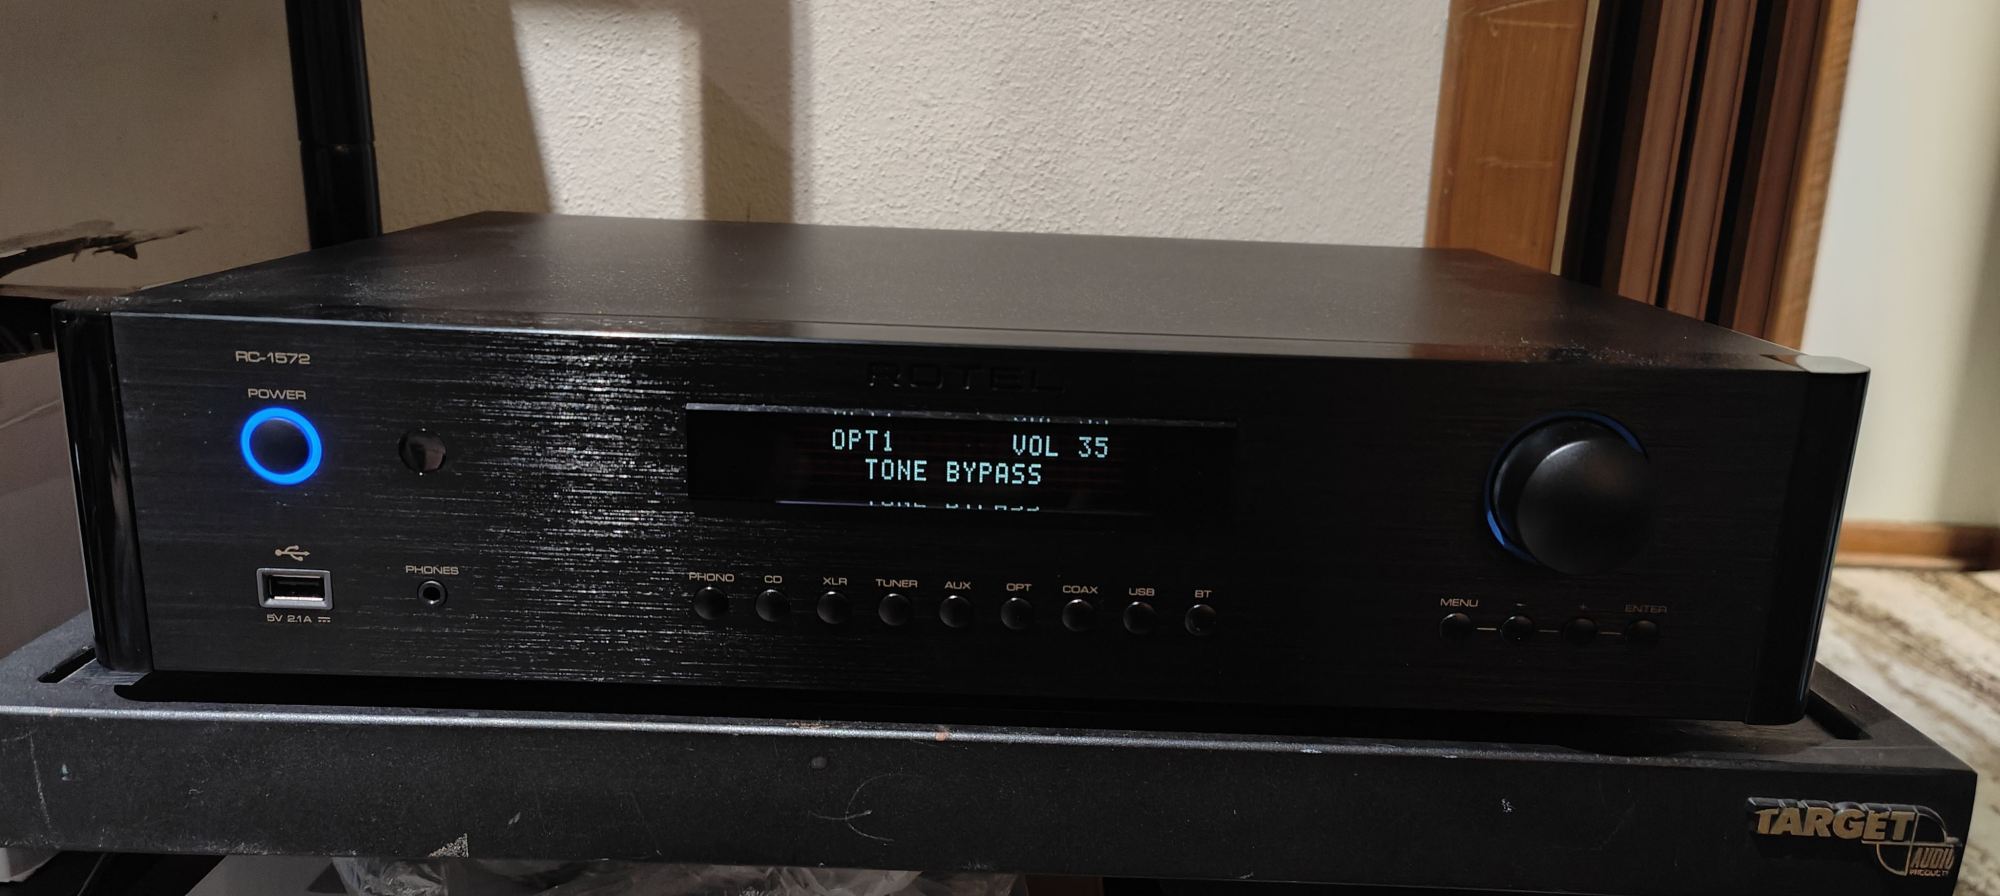 RC-1572
POWER
ROTEL
OPT1 VOL 35
TONE BYPASS
PHONES
5V 2.1A
PHONO CD XLR TUNER AUX OPT COAX USB BT
MENU - + ENTER
TARGET
AUDIO
PRODUCTS